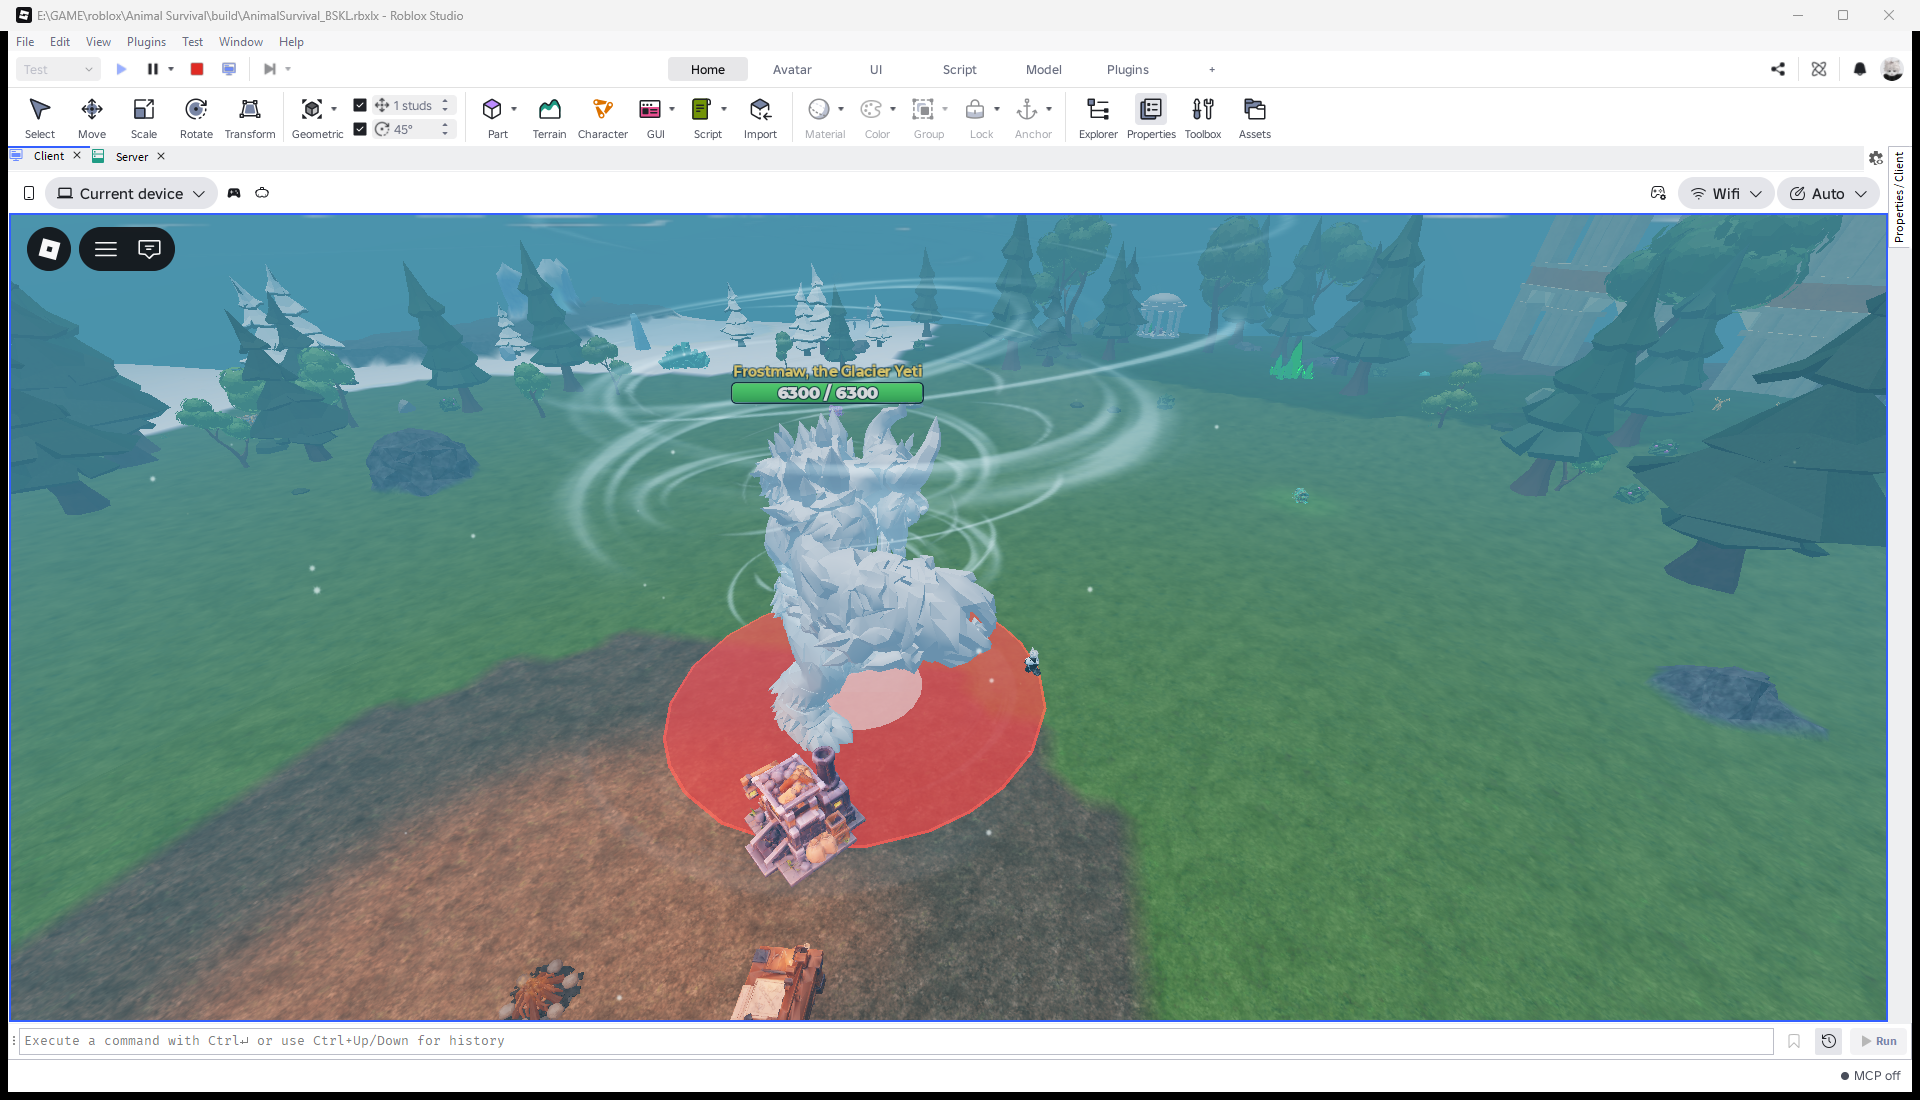 E:\GAME\roblox\Animal Survival\build\AnimalSurvival_BSKL.rbxlx - Roblox Studio
File Edit View Plugins Test Window Help
Test
Home Avatar UI Script Model Plugins +
1 studs
45°
Select Move Scale Rotate Transform Geometric Part Terrain Character GUI Script Import Material Color Group Lock Anchor Explorer Properties Toolbox Assets
Client Server
Properties / Client
Current device
Wifi
Auto
Frostmaw, the Glacier Yeti
6300 / 6300
Execute a command with Ctrl↵ or use Ctrl+Up/Down for history
Run
MCP off